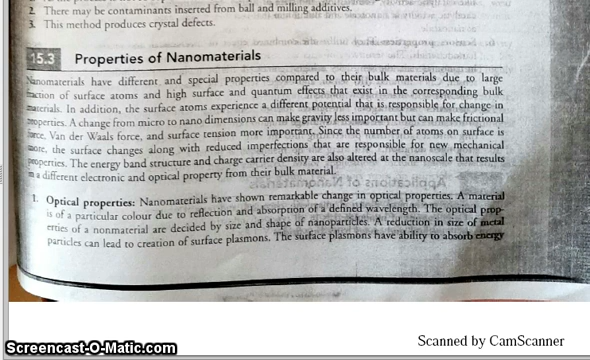 2. There may be contaminants inserted from ball and milling additives.
3. This method produces crystal defects.
15.3 Properties of Nanomaterials
Nanomaterials have different and special properties compared to their bulk materials due to large
fraction of surface atoms and high surface and quantum effects that exist in the corresponding bulk
materials. In addition, the surface atoms experience a different potential that is responsible for change in
properties. A change from micro to nano dimensions can make gravity less important but can make frictional
force, Van der Waals force, and surface tension more important. Since the number of atoms on surface is
more, the surface changes along with reduced imperfections that are responsible for new mechanical
properties. The energy band structure and charge carrier density are also altered at the nanoscale that results
in a different electronic and optical property from their bulk material.
1. Optical properties: Nanomaterials have shown remarkable change in optical properties. A material
is of a particular colour due to reflection and absorption of a defined wavelength. The optical prop-
erties of a nonmaterial are decided by size and shape of nanoparticles. A reduction in size of metal
particles can lead to creation of surface plasmons. The surface plasmons have ability to absorb energy
Scanned by CamScanner
Screencast-O-Matic.com